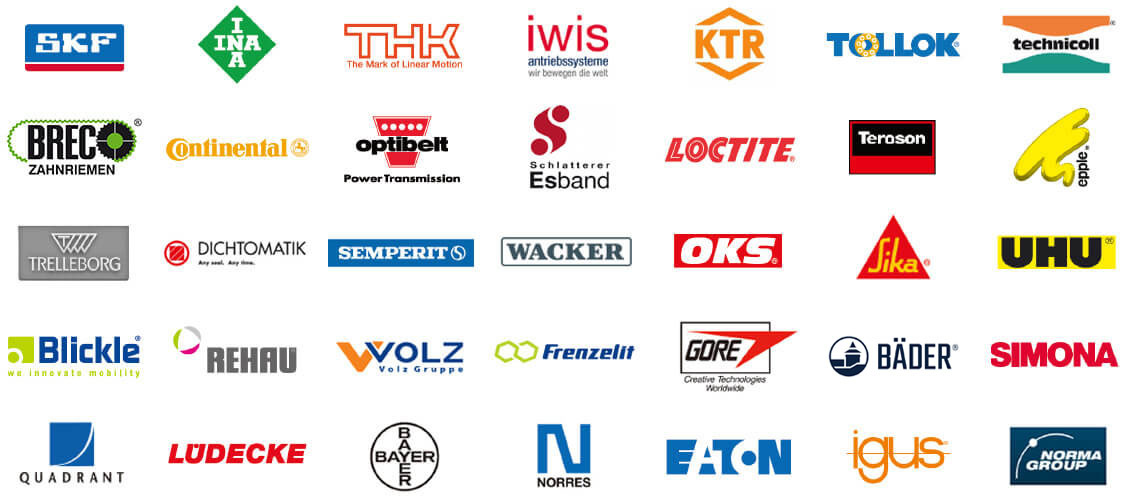 SKF
INA
INA
THK
The Mark of Linear Motion
iwis
antriebssysteme
wir bewegen die welt
KTR
TOLLOK®
technicoll®
BRECO®
ZAHNRIEMEN
Continental
optibelt
Power Transmission
Schlatterer
Esband
LOCTITE®
Teroson
epple®
TRELLEBORG
DICHTOMATIK
Any seal. Any time.
SEMPERIT
WACKER
OKS®
Sika®
UHU®
Blickle®
we innovate mobility
REHAU
VOLZ
Volz Gruppe
Frenzelit
GORE
Creative Technologies
Worldwide
BÄDER®
SIMONA
QUADRANT
LÜDECKE
BAYER
BAYER
NORRES
EATON
igus®
NORMA
GROUP